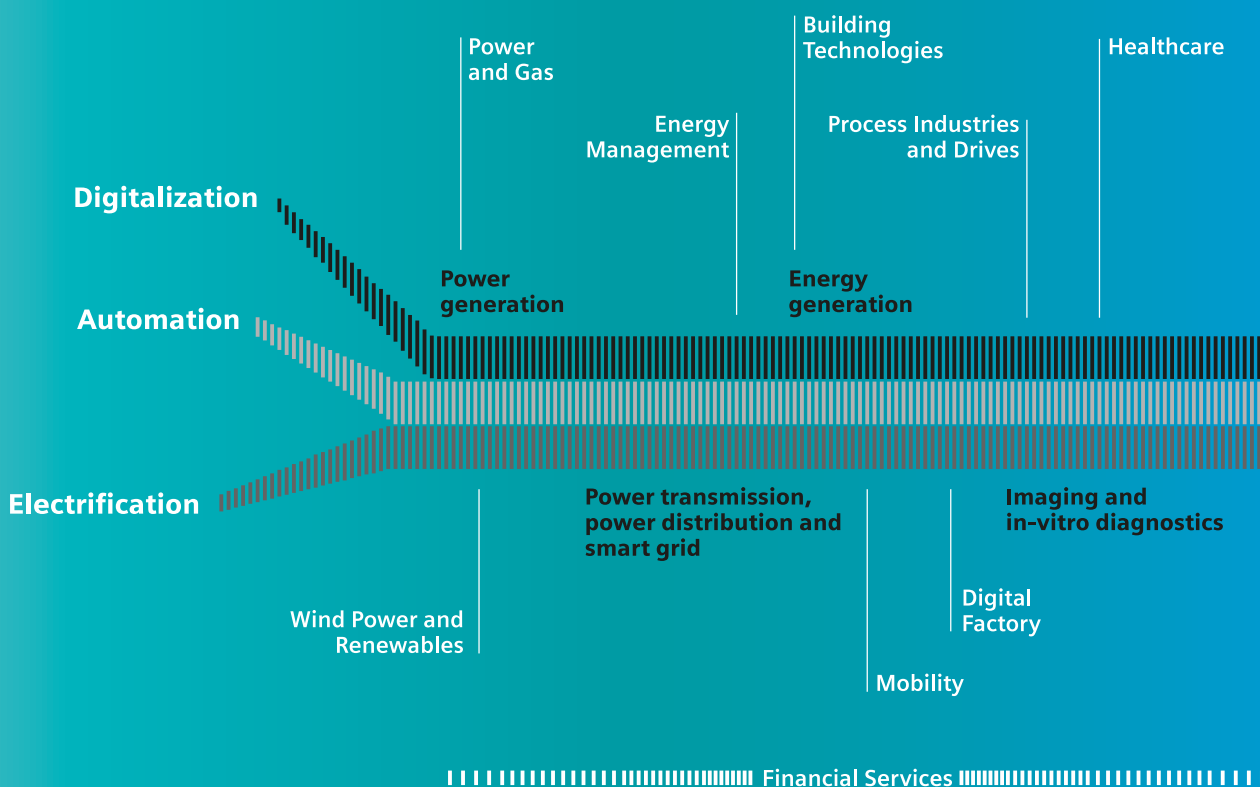 Building
Technologies
Power
and Gas
Healthcare
Energy
Management
Process Industries
and Drives
Digitalization
Power
generation
Energy
generation
Automation
Electrification
Power transmission,
power distribution and
smart grid
Imaging and
in-vitro diagnostics
Wind Power and
Renewables
Digital
Factory
Mobility
Financial Services